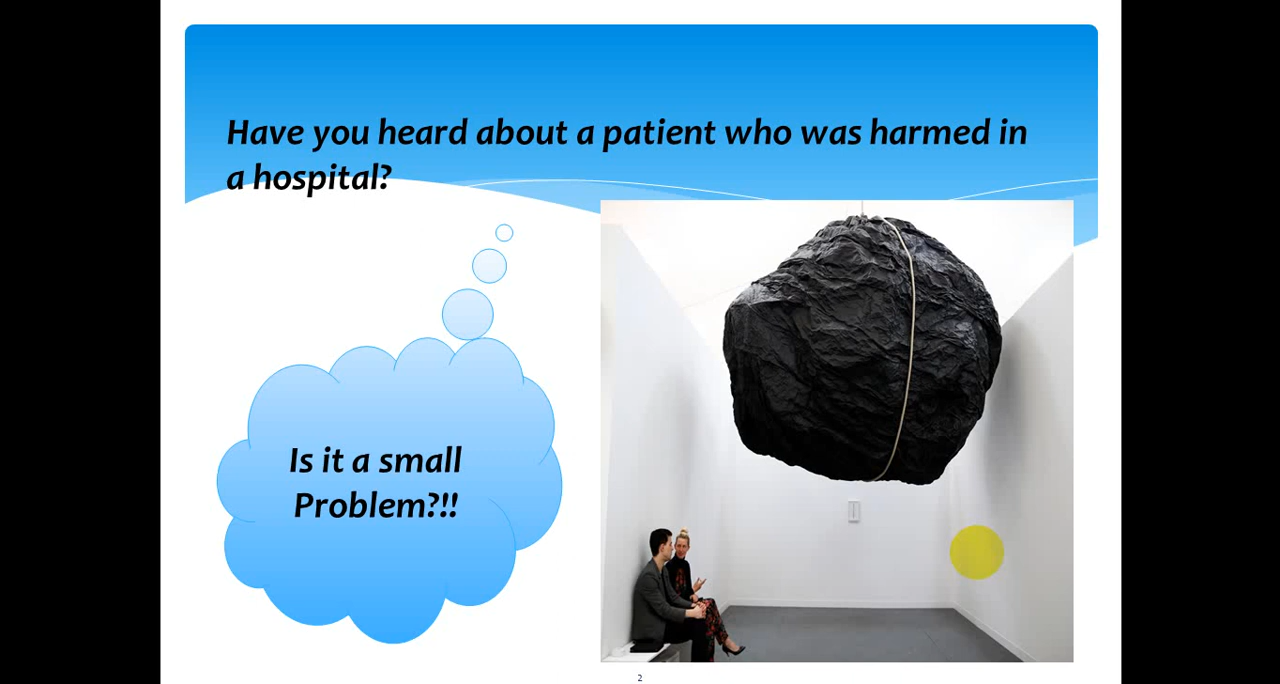 Have you heard about a patient who was harmed in
a hospital?
Is it a small
Problem?!!
2